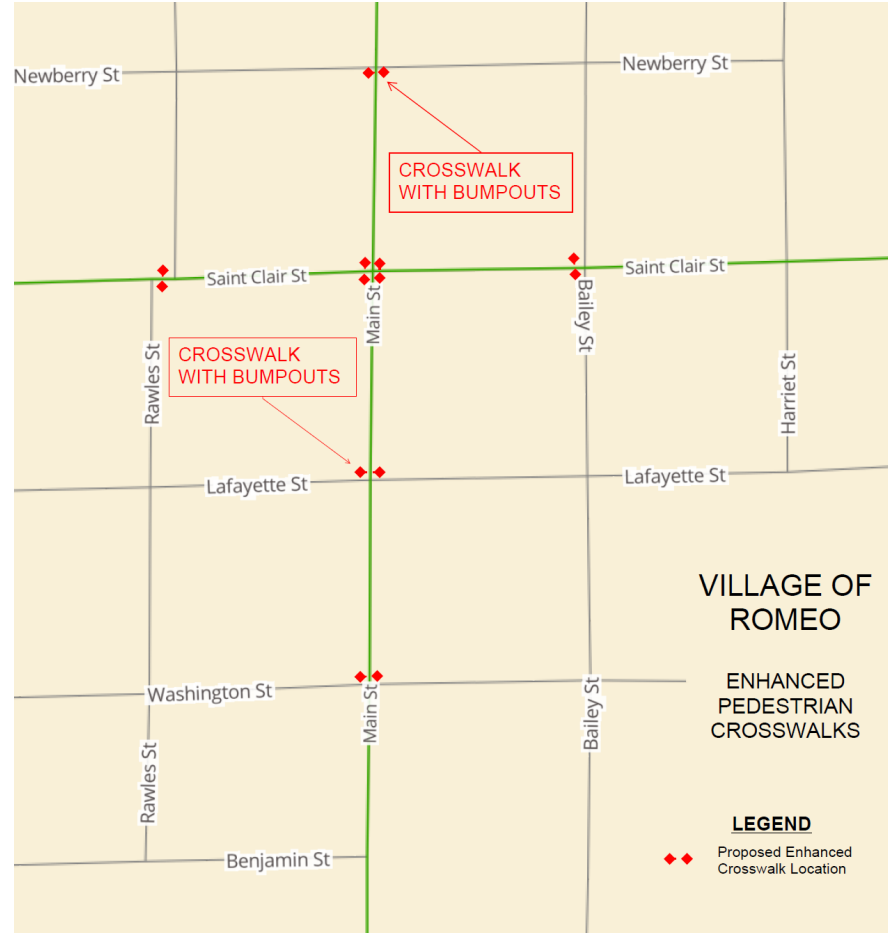 Newberry St
Newberry St
CROSSWALK
WITH BUMPOUTS
Saint Clair St
Saint Clair St
Main St
Bailey St
Rawles St
CROSSWALK
WITH BUMPOUTS
Harriet St
Lafayette St
Lafayette St
VILLAGE OF
ROMEO
ENHANCED
PEDESTRIAN
CROSSWALKS
Washington St
Main St
Bailey St
Rawles St
LEGEND
Proposed Enhanced
Crosswalk Location
Benjamin St